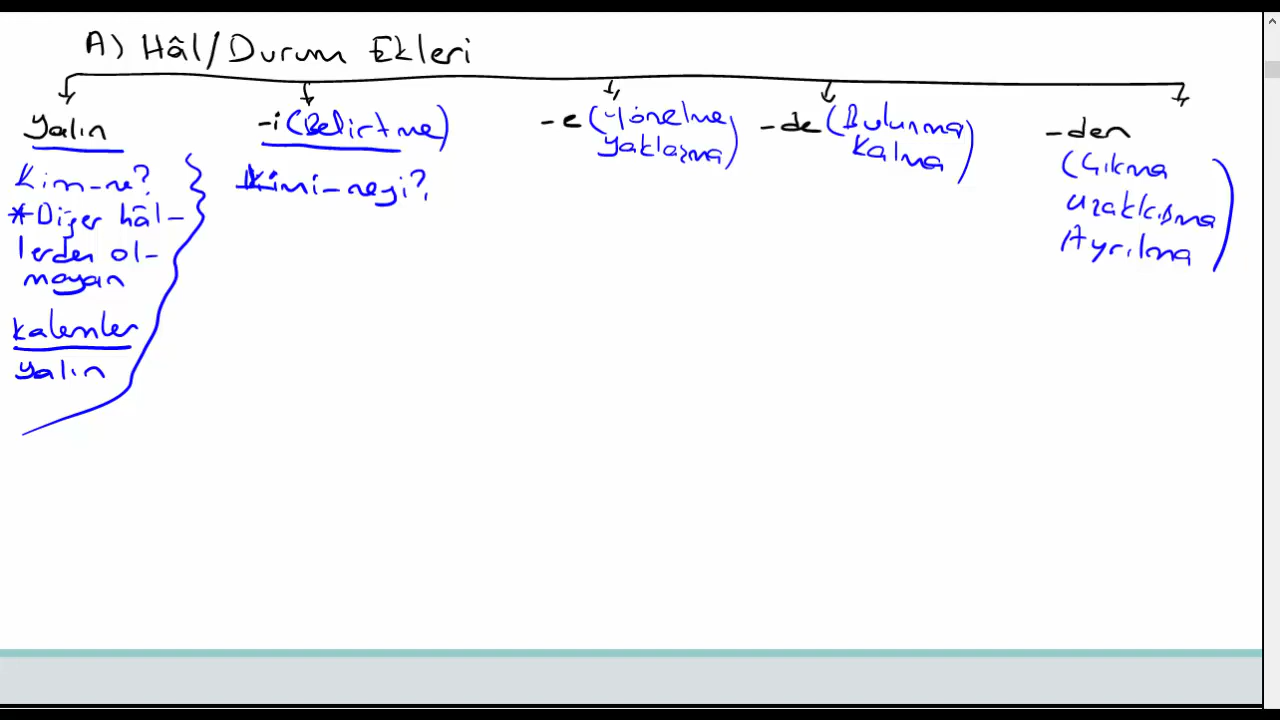 A) Hâl/Durum Ekleri
Yalın
Kim-ne?
*Diğer hâl-
lerden ol-
mayan
kalemler
yalın
-i (Belirtme)
Kimi-neyi?
-e (Yönelme
yaklaşma)
-de (Bulunma
Kalma)
-den
(Çıkma
uzaklaşma
Ayrılma)